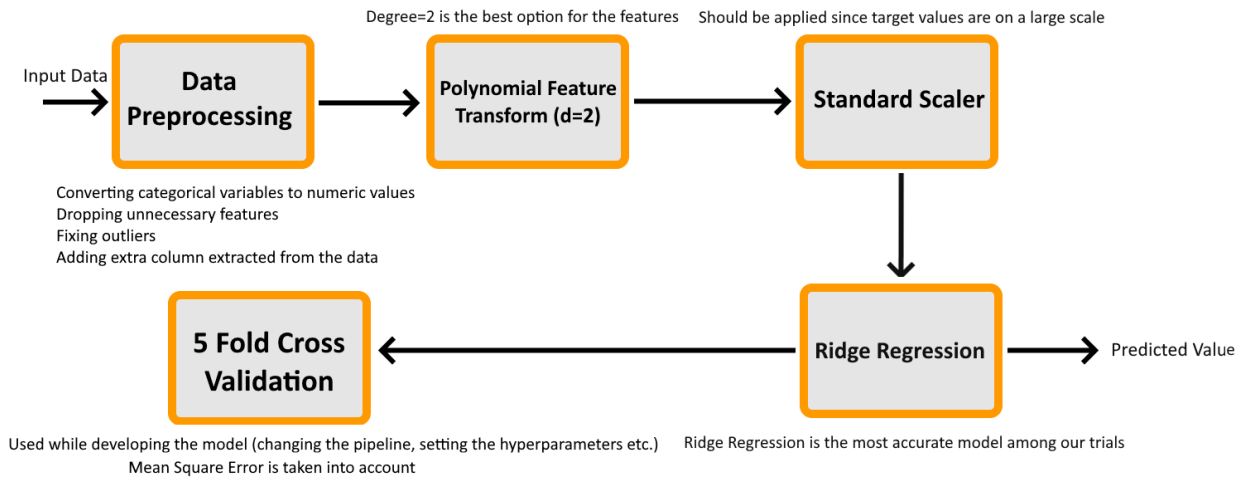 Degree=2 is the best option for the features
Should be applied since target values are on a large scale
Input Data
Data
Preprocessing
Polynomial Feature
Transform (d=2)
Standard Scaler
Converting categorical variables to numeric values
Dropping unnecessary features
Fixing outliers
Adding extra column extracted from the data
5 Fold Cross
Validation
Ridge Regression
Predicted Value
Used while developing the model (changing the pipeline, setting the hyperparameters etc.)
Mean Square Error is taken into account
Ridge Regression is the most accurate model among our trials